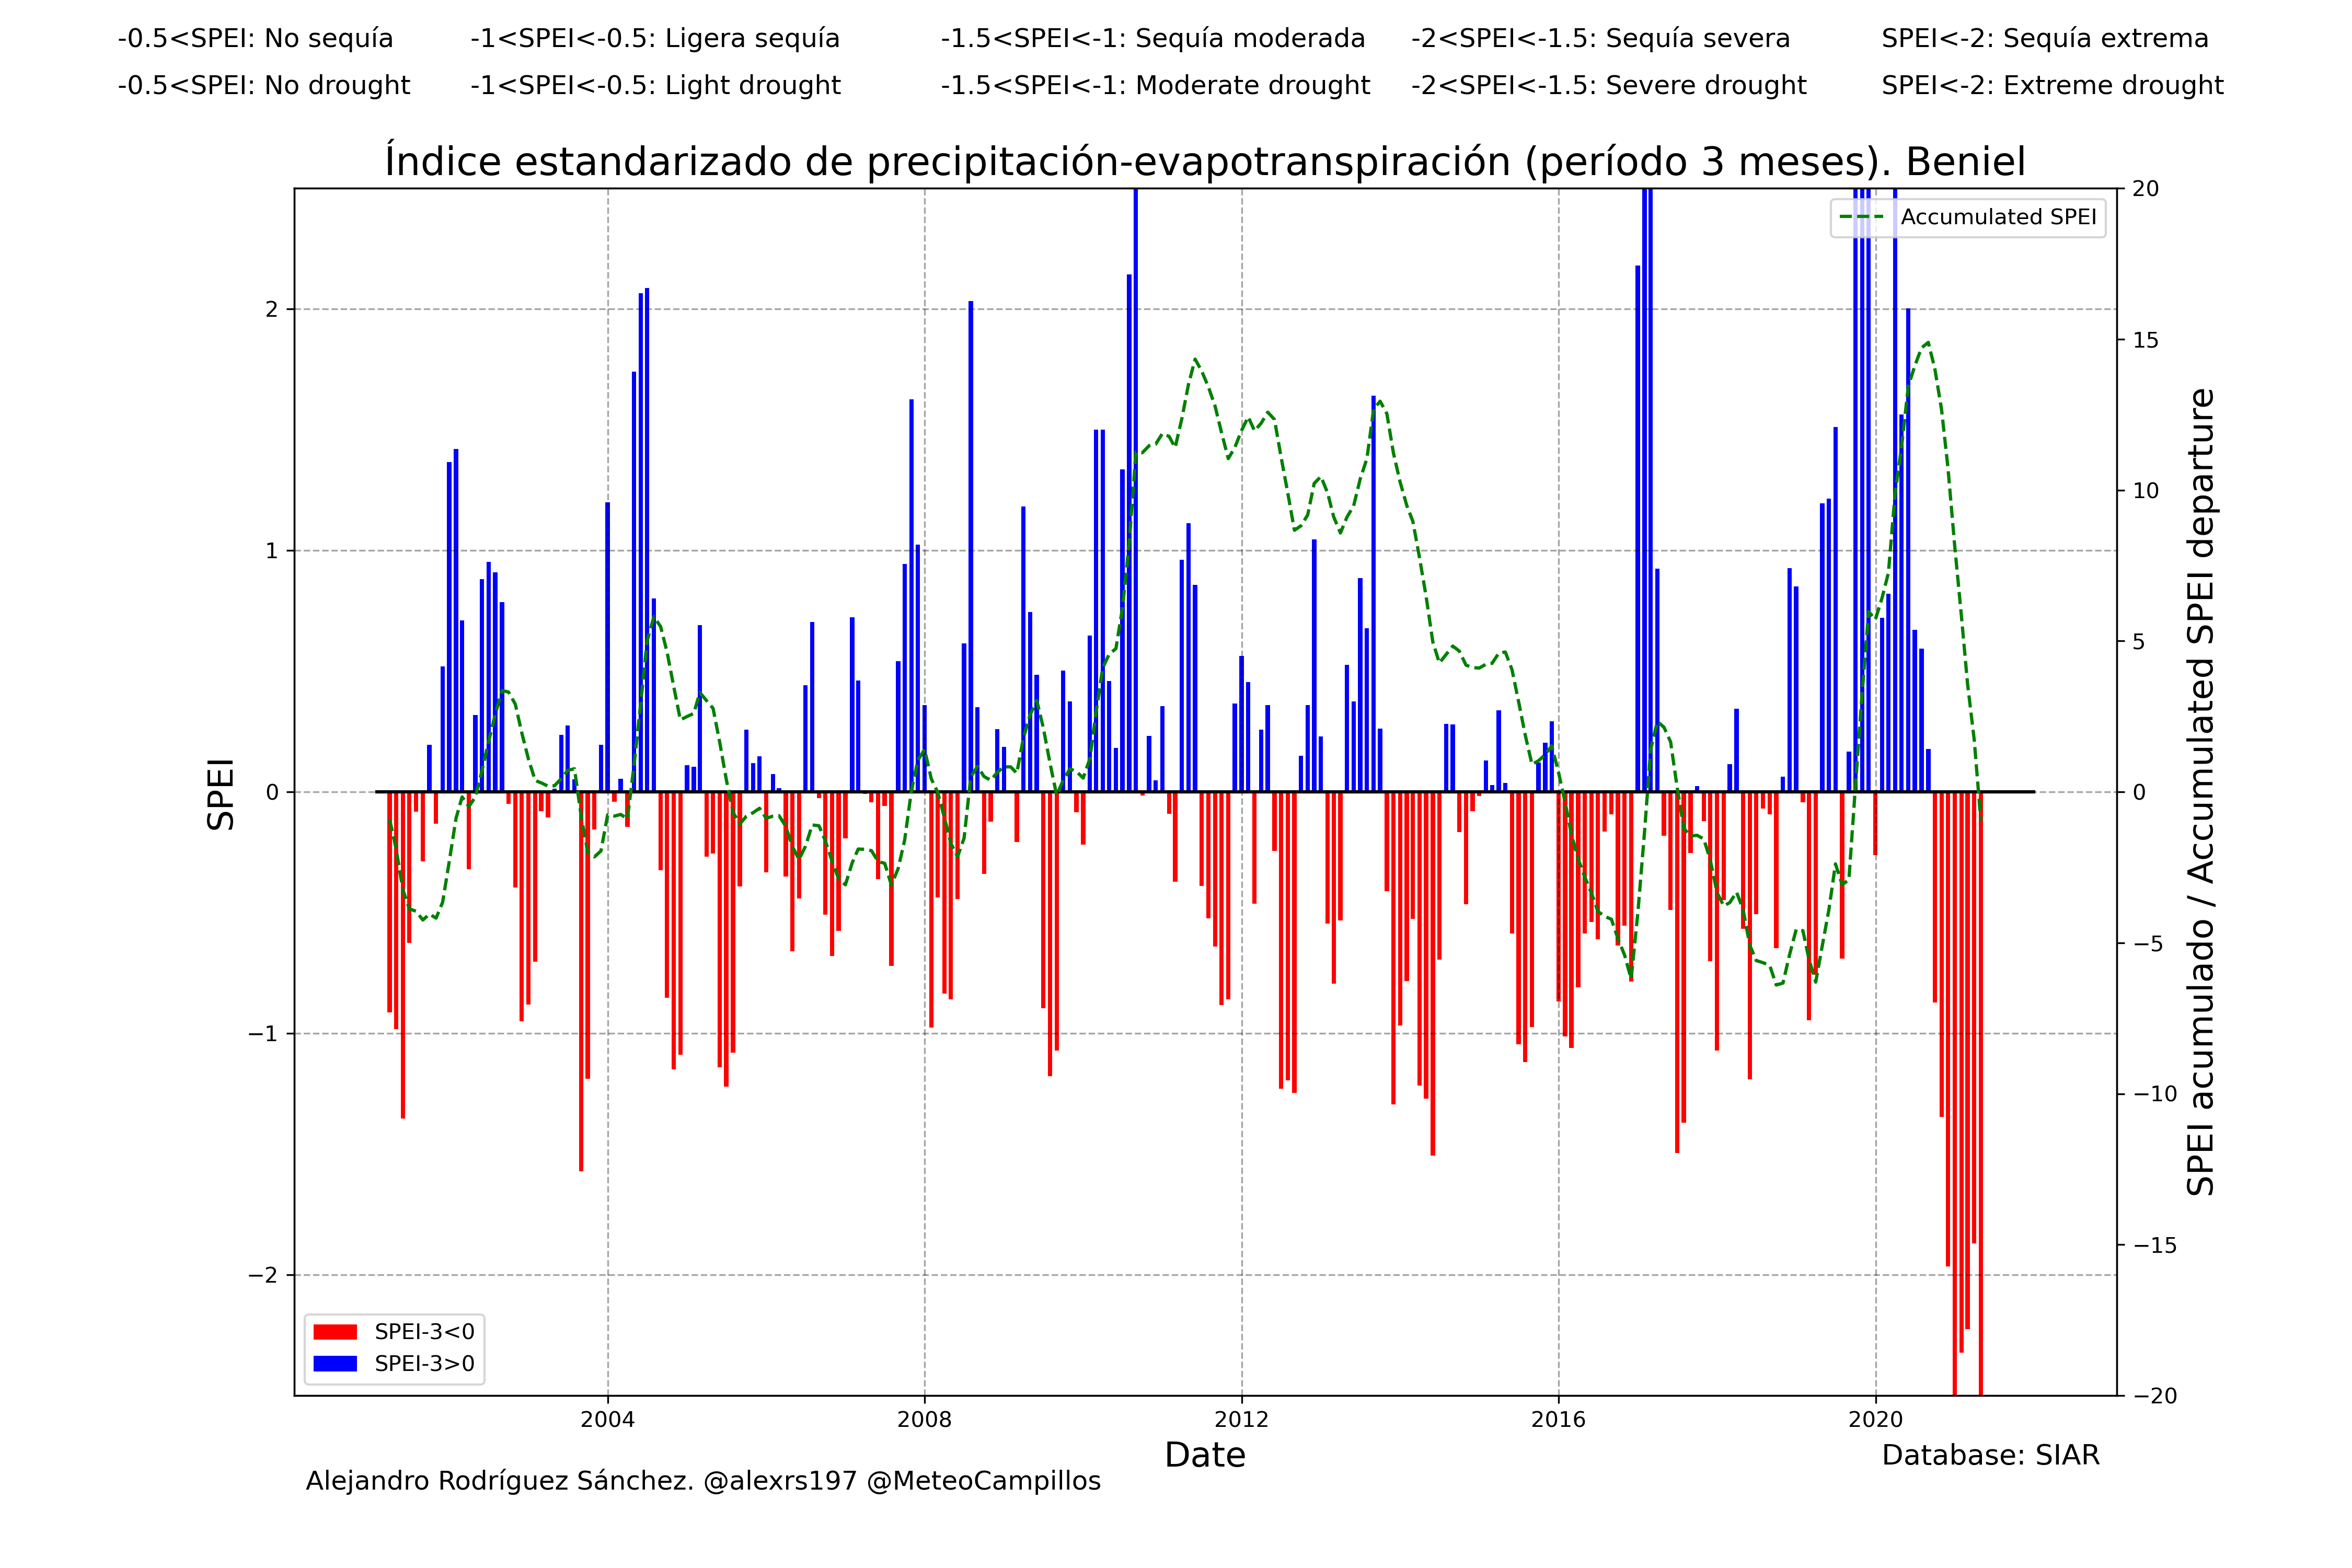 -0.5<SPEI: No sequía -1<SPEI<-0.5: Ligera sequía -1.5<SPEI<-1: Sequía moderada -2<SPEI<-1.5: Sequía severa SPEI<-2: Sequía extrema
-0.5<SPEI: No drought -1<SPEI<-0.5: Light drought -1.5<SPEI<-1: Moderate drought -2<SPEI<-1.5: Severe drought SPEI<-2: Extreme drought
Índice estandarizado de precipitación-evapotranspiración (período 3 meses). Beniel
Accumulated SPEI
SPEI
2
1
0
−1
−2
20
15
10
5
0
−5
−10
−15
−20
SPEI acumulado / Accumulated SPEI departure
SPEI-3<0
SPEI-3>0
2004 2008 2012 2016 2020
Date
Database: SIAR
Alejandro Rodríguez Sánchez. @alexrs197 @MeteoCampillos